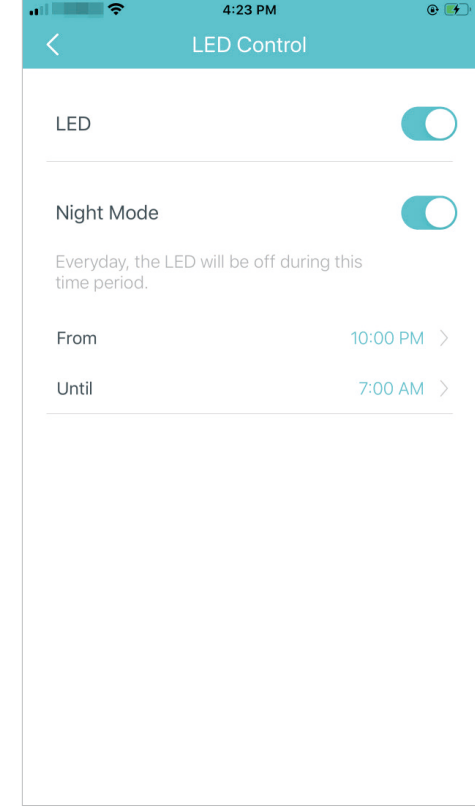 4:23 PM
LED Control
LED
Night Mode
Everyday, the LED will be off during this
time period.
From 10:00 PM
Until 7:00 AM